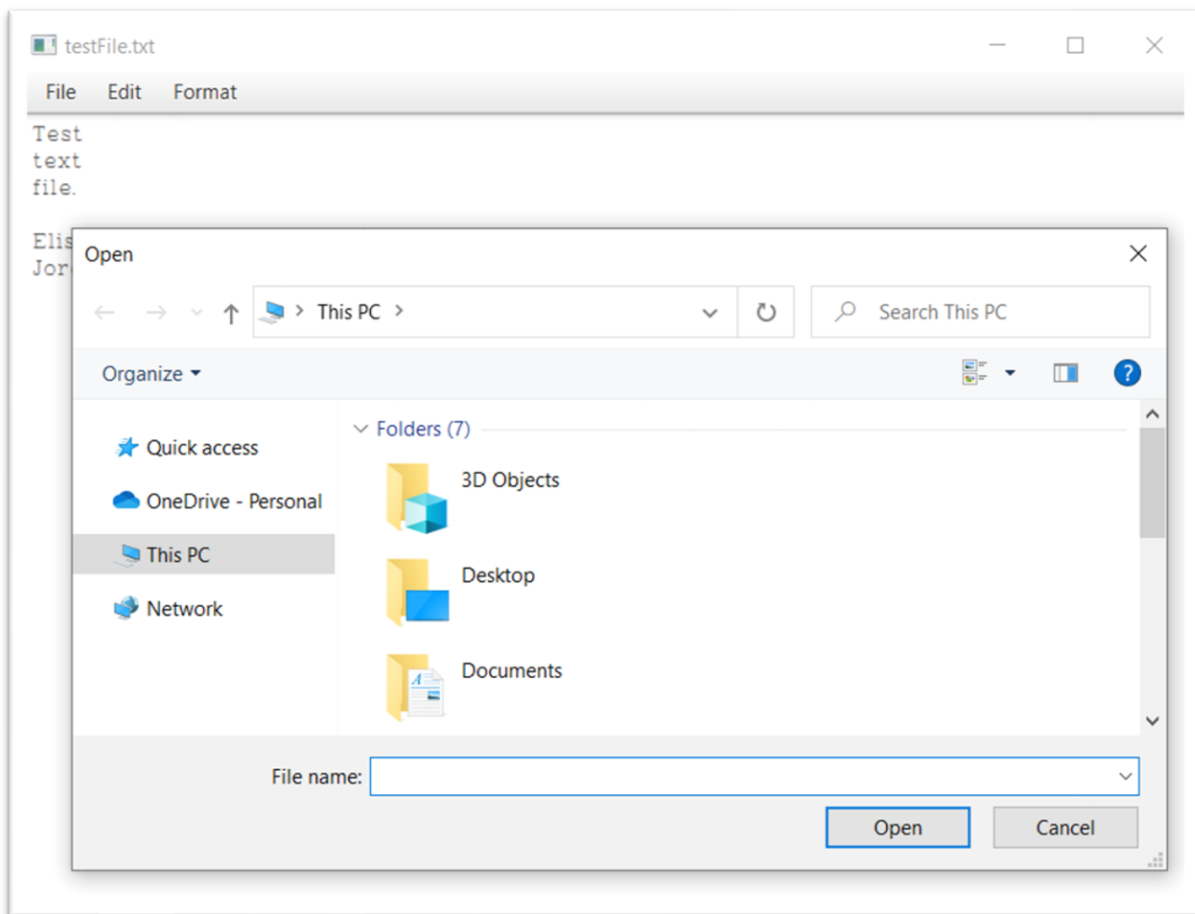 testFile.txt
File Edit Format
Test
text
file.
Open
This PC
Search This PC
Organize
?
Quick access
OneDrive - Personal
This PC
Network
Folders (7)
3D Objects
Desktop
Documents
File name:
Open Cancel